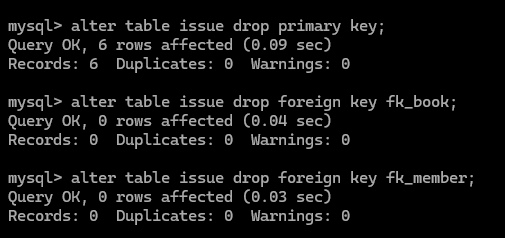 mysql> alter table issue drop primary key;
Query OK, 6 rows affected (0.09 sec)
Records: 6  Duplicates: 0  Warnings: 0

mysql> alter table issue drop foreign key fk_book;
Query OK, 0 rows affected (0.04 sec)
Records: 0  Duplicates: 0  Warnings: 0

mysql> alter table issue drop foreign key fk_member;
Query OK, 0 rows affected (0.03 sec)
Records: 0  Duplicates: 0  Warnings: 0